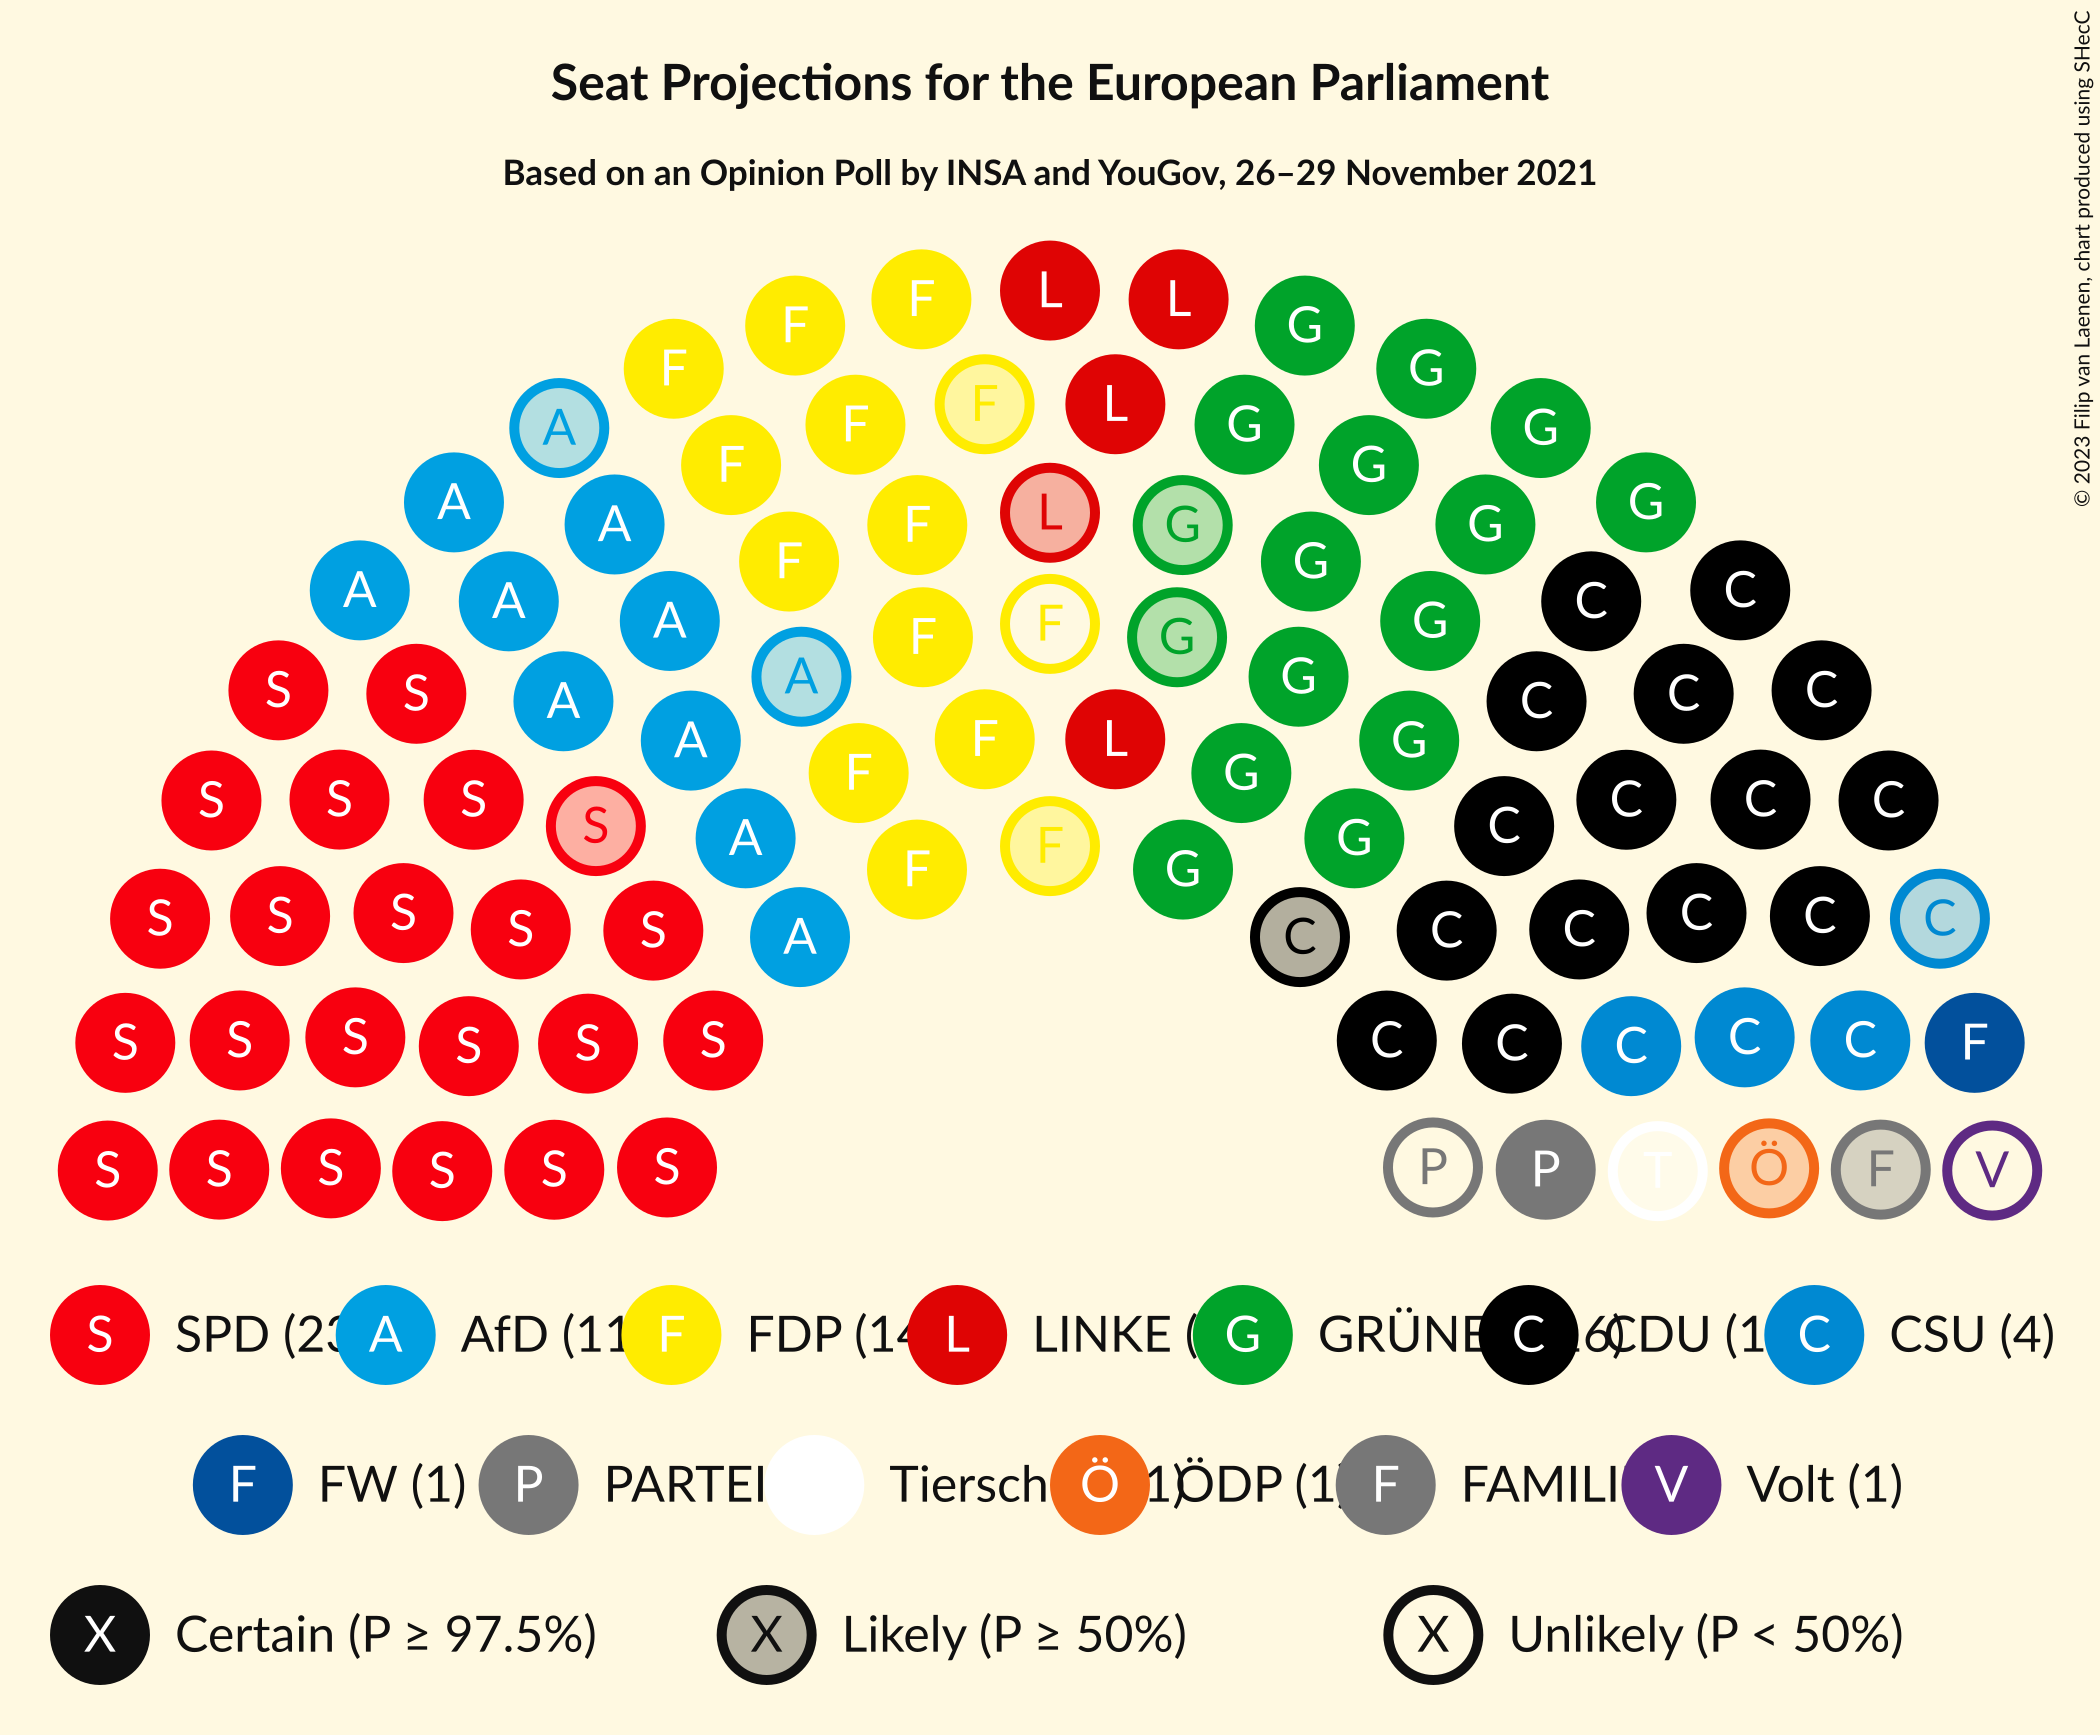 Seat Projections for the European Parliament
Based on an Opinion Poll by INSA and YouGov, 26–29 November 2021
© 2023 Filip van Laenen, chart produced using SHecC
F L L
F G
F G
F L
A F G G
F G
A L G
A F G G
F G
A A C C
A F G
F G
A G
S S A C C C
A F L G
F G
S S S C C C
S A F G C
F G
S S S S S A C C C C C C
S S S S S S C C C C C F
S S S S S S P P T Ö F V
S SPD (23 A AfD (11 F FDP (14 L LINKE ( G GRÜNE C 6) CDU (1 C CSU (4)
F FW (1) P PARTEI Tiersch Ö 1) ÖDP (1 F FAMILI V Volt (1)
X Certain (P ≥ 97.5%) X Likely (P ≥ 50%) X Unlikely (P < 50%)